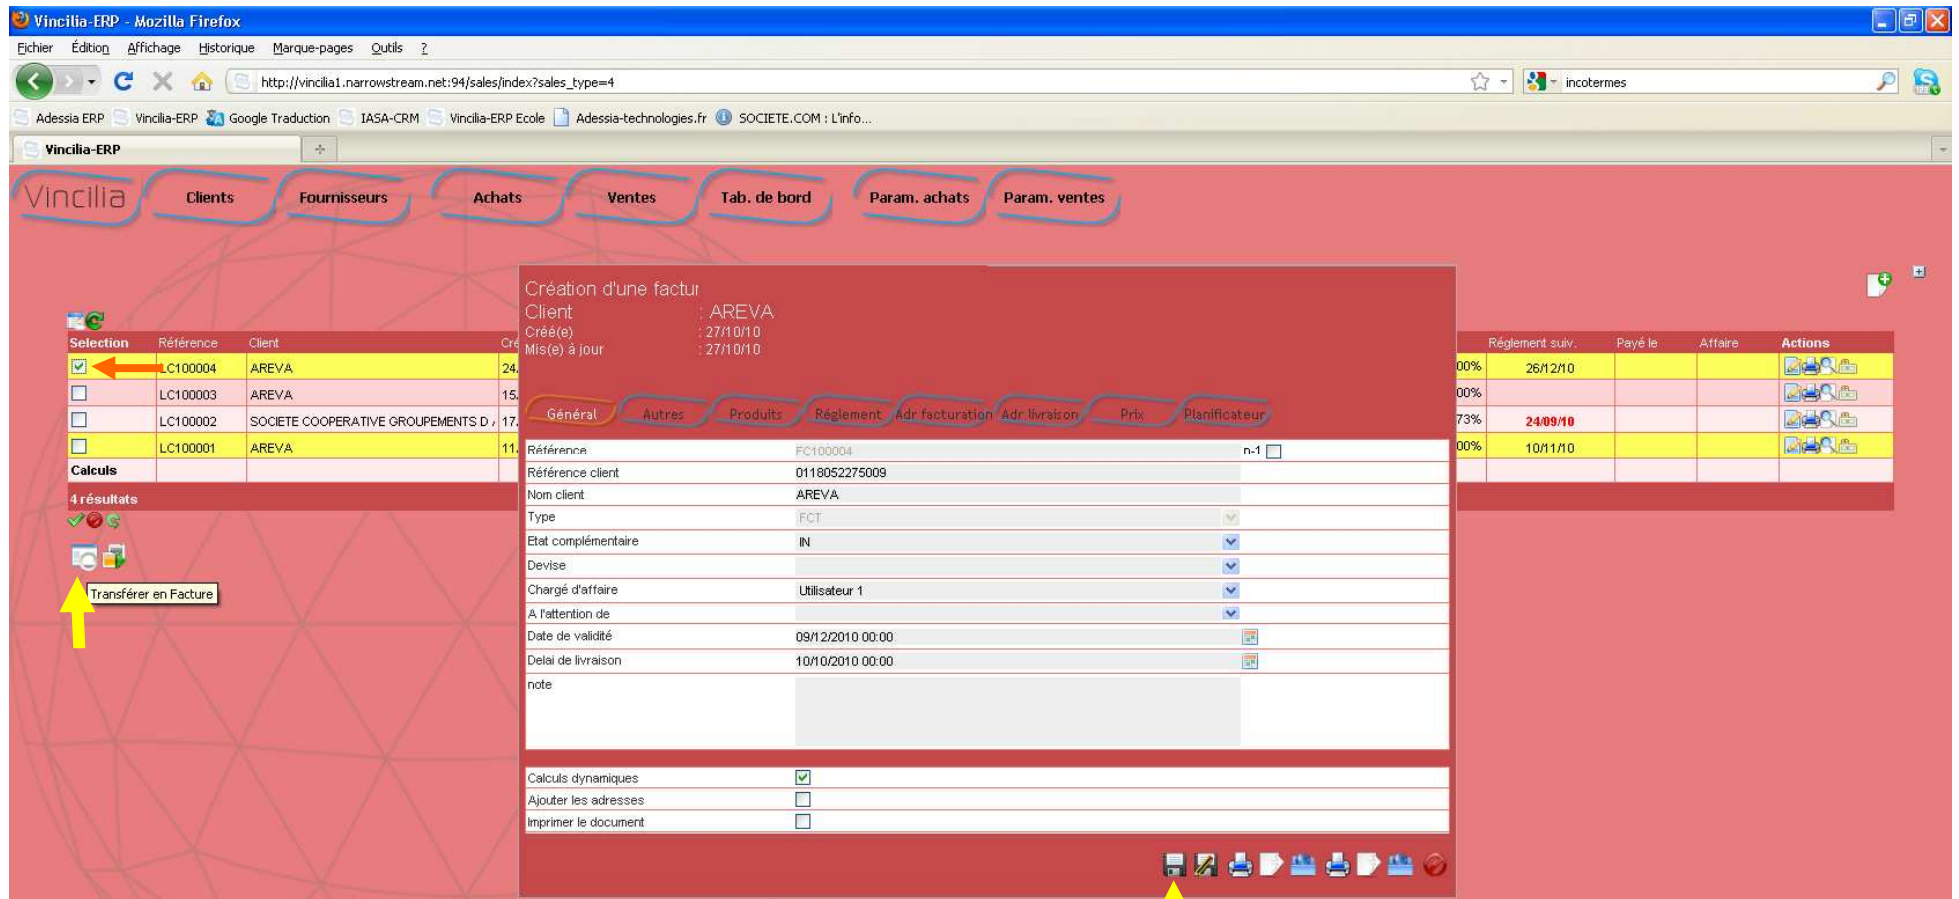 Vincilia-ERP - Mozilla Firefox
Fichier Édition Affichage Historique Marque-pages Outils ?
http://vincilia1.narrowstream.net:94/sales/index?sales_type=4 incotermes
Adessia ERP Vincilia-ERP Google Traduction IASA-CRM Vincilia-ERP Ecole Adessia-technologies.fr SOCIETE.COM : L'info...
Vincilia-ERP
Vincilia Clients Fournisseurs Achats Ventes Tab. de bord Param. achats Param. ventes
Création d'une factur
Client : AREVA
Créé(e) : 27/10/10
Mis(e) à jour : 27/10/10
Selection Référence Client Cré Réglement suiv. Payé le Affaire Actions
LC100004 AREVA 24. 00% 26/12/10
LC100003 AREVA 15. 00%
LC100002 SOCIETE COOPERATIVE GROUPEMENTS D 17. 73% 24/09/10
LC100001 AREVA 11. 00% 10/11/10
Calculs
4 résultats
Transférer en Facture
Général Autres Produits Réglement Adr facturation Adr livraison Prix Planificateur
Référence FC100004 n-1
Référence client 0118052275009
Nom client AREVA
Type FCT
Etat complémentaire IN
Devise
Chargé d'affaire Utilisateur 1
A l'attention de
Date de validité 09/12/2010 00:00
Delai de livraison 10/10/2010 00:00
note
Calculs dynamiques
Ajouter les adresses
Imprimer le document